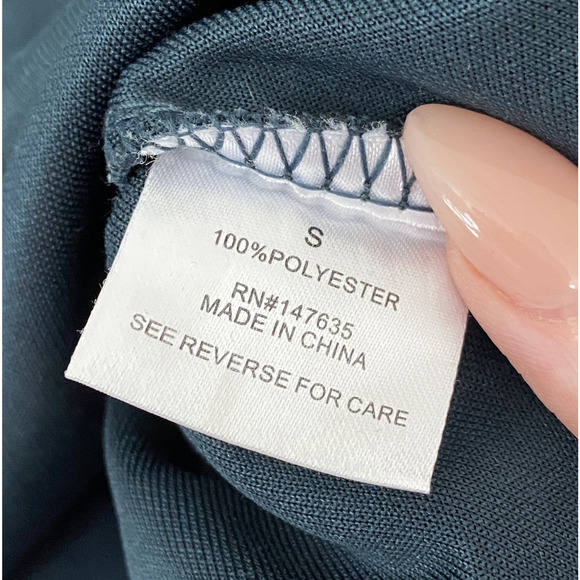 S
100%POLYESTER
RN#147635
MADE IN CHINA
SEE REVERSE FOR CARE